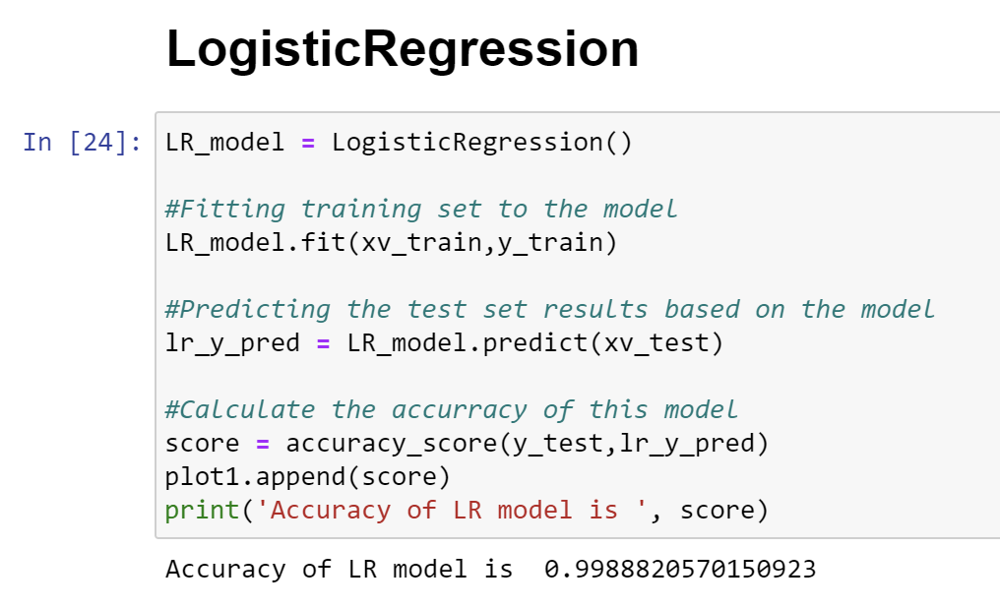 LogisticRegression
In [24]:
LR_model = LogisticRegression()
#Fitting training set to the model
LR_model.fit(xv_train,y_train)
#Predicting the test set results based on the model
lr_y_pred = LR_model.predict(xv_test)
#Calculate the accurracy of this model
score = accuracy_score(y_test,lr_y_pred)
plot1.append(score)
print('Accuracy of LR model is ', score)
Accuracy of LR model is  0.9988820570150923